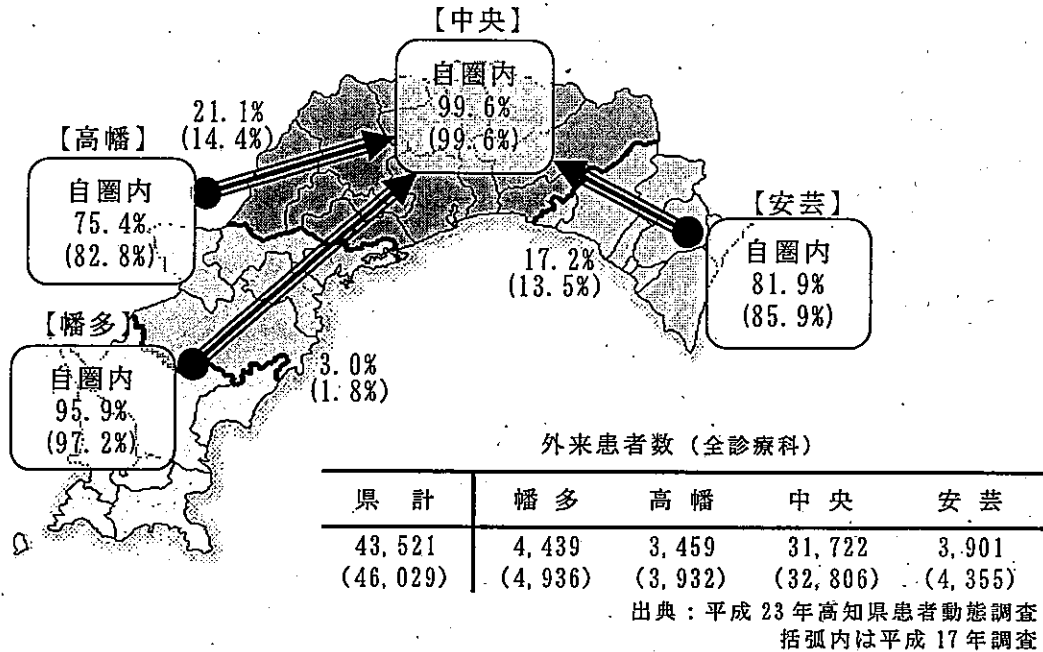 【中央】
自圏内
99.6%
(99.6%)
21.1%
(14.4%)
【高幡】
自圏内
75.4%
(82.8%)
【安芸】
自圏内
81.9%
(85.9%)
17.2%
(13.5%)
【幡多】
自圏内
95.9%
(97.2%)
3.0%
(1.8%)
外来患者数（全診療科）
県 計 幡 多 高 幡 中 央 安 芸
43,521 4,439 3,459 31,722 3,901
(46,029) (4,936) (3,932) (32,806) (4,355)
出典：平成 23 年高知県患者動態調査
括弧内は平成 17 年調査